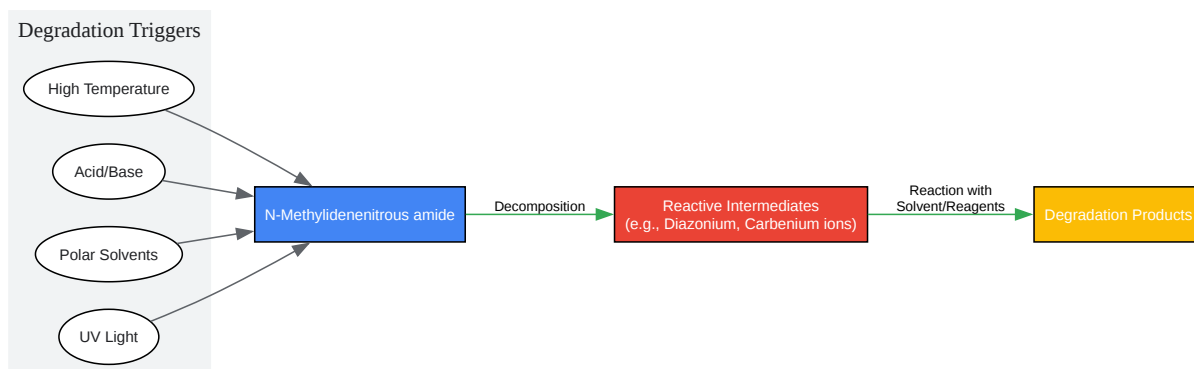 Degradation Triggers
High Temperature
Acid/Base
Polar Solvents
UV Light
N-Methylidenenitrous amide
Decomposition
Reactive Intermediates
(e.g., Diazonium, Carbenium ions)
Reaction with
Solvent/Reagents
Degradation Products